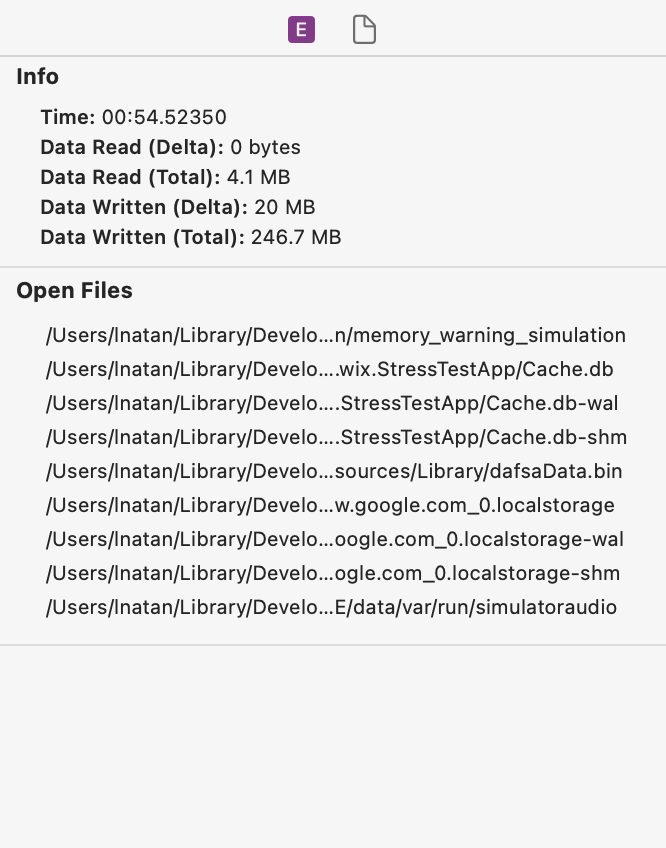 E
Info
Time: 00:54.52350
Data Read (Delta): 0 bytes
Data Read (Total): 4.1 MB
Data Written (Delta): 20 MB
Data Written (Total): 246.7 MB
Open Files
/Users/lnatan/Library/Develo...n/memory_warning_simulation
/Users/lnatan/Library/Develo....wix.StressTestApp/Cache.db
/Users/lnatan/Library/Develo....StressTestApp/Cache.db-wal
/Users/lnatan/Library/Develo....StressTestApp/Cache.db-shm
/Users/lnatan/Library/Develo...sources/Library/dafsaData.bin
/Users/lnatan/Library/Develo...w.google.com_0.localstorage
/Users/lnatan/Library/Develo...oogle.com_0.localstorage-wal
/Users/lnatan/Library/Develo...ogle.com_0.localstorage-shm
/Users/lnatan/Library/Develo...E/data/var/run/simulatoraudio